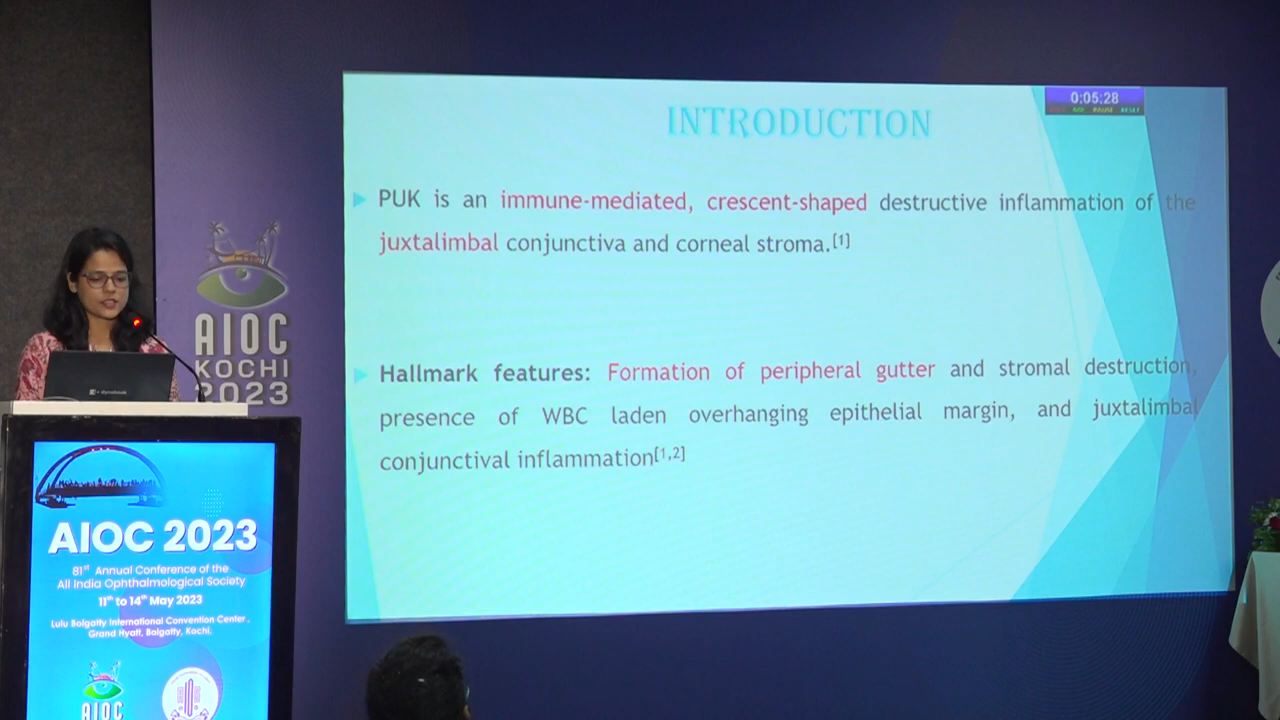 0:05:28
INTRODUCTION
PUK is an immune-mediated, crescent-shaped destructive inflammation of the
juxtalimbal conjunctiva and corneal stroma.[1]
Hallmark features: Formation of peripheral gutter and stromal destruction,
presence of WBC laden overhanging epithelial margin, and juxtalimbal
conjunctival inflammation[1,2]
AIOC
KOCHI
2023
AIOC 2023
81st Annual Conference of the
All India Ophthalmological Society
11th to 14th May 2023
Lulu Bolgatty International Convention Center,
Grand Hyatt, Bolgatty, Kochi.
AIOC